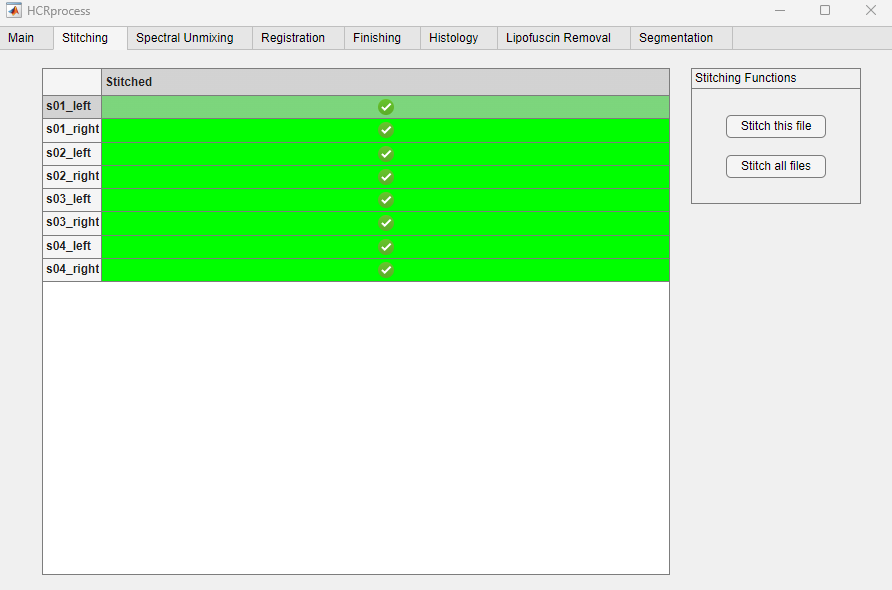 HCRprocess
Main Stitching Spectral Unmixing Registration Finishing Histology Lipofuscin Removal Segmentation
Stitched
s01_left
s01_right
s02_left
s02_right
s03_left
s03_right
s04_left
s04_right
Stitching Functions
Stitch this file
Stitch all files